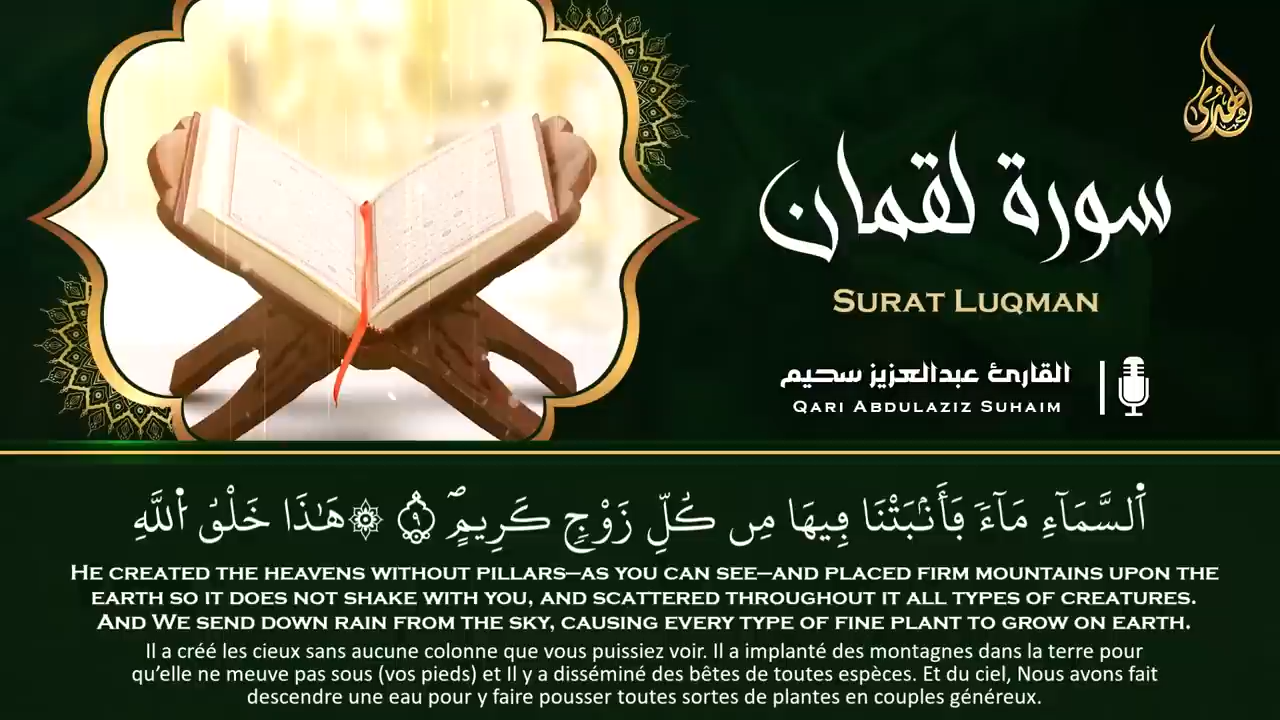 الهدى
سورة لقمان
SURAT LUQMAN
القارئ عبدالعزيز سحيم
QARI ABDULAZIZ SUHAIM
اَ۬لسَّمَآءِ مَآءٗ فَأَنۢبَتْنَا فِيهَا مِن كُلِّ زَوْجٖ كَرِيمٍۖ ٩ ۞هَٰذَا خَلْقُ اُ۬للَّهِ
HE CREATED THE HEAVENS WITHOUT PILLARS—AS YOU CAN SEE—AND PLACED FIRM MOUNTAINS UPON THE
EARTH SO IT DOES NOT SHAKE WITH YOU, AND SCATTERED THROUGHOUT IT ALL TYPES OF CREATURES.
AND WE SEND DOWN RAIN FROM THE SKY, CAUSING EVERY TYPE OF FINE PLANT TO GROW ON EARTH.
Il a créé les cieux sans aucune colonne que vous puissiez voir. Il a implanté des montagnes dans la terre pour
qu’elle ne meuve pas sous (vos pieds) et Il y a disséminé des bêtes de toutes espèces. Et du ciel, Nous avons fait
descendre une eau pour y faire pousser toutes sortes de plantes en couples généreux.